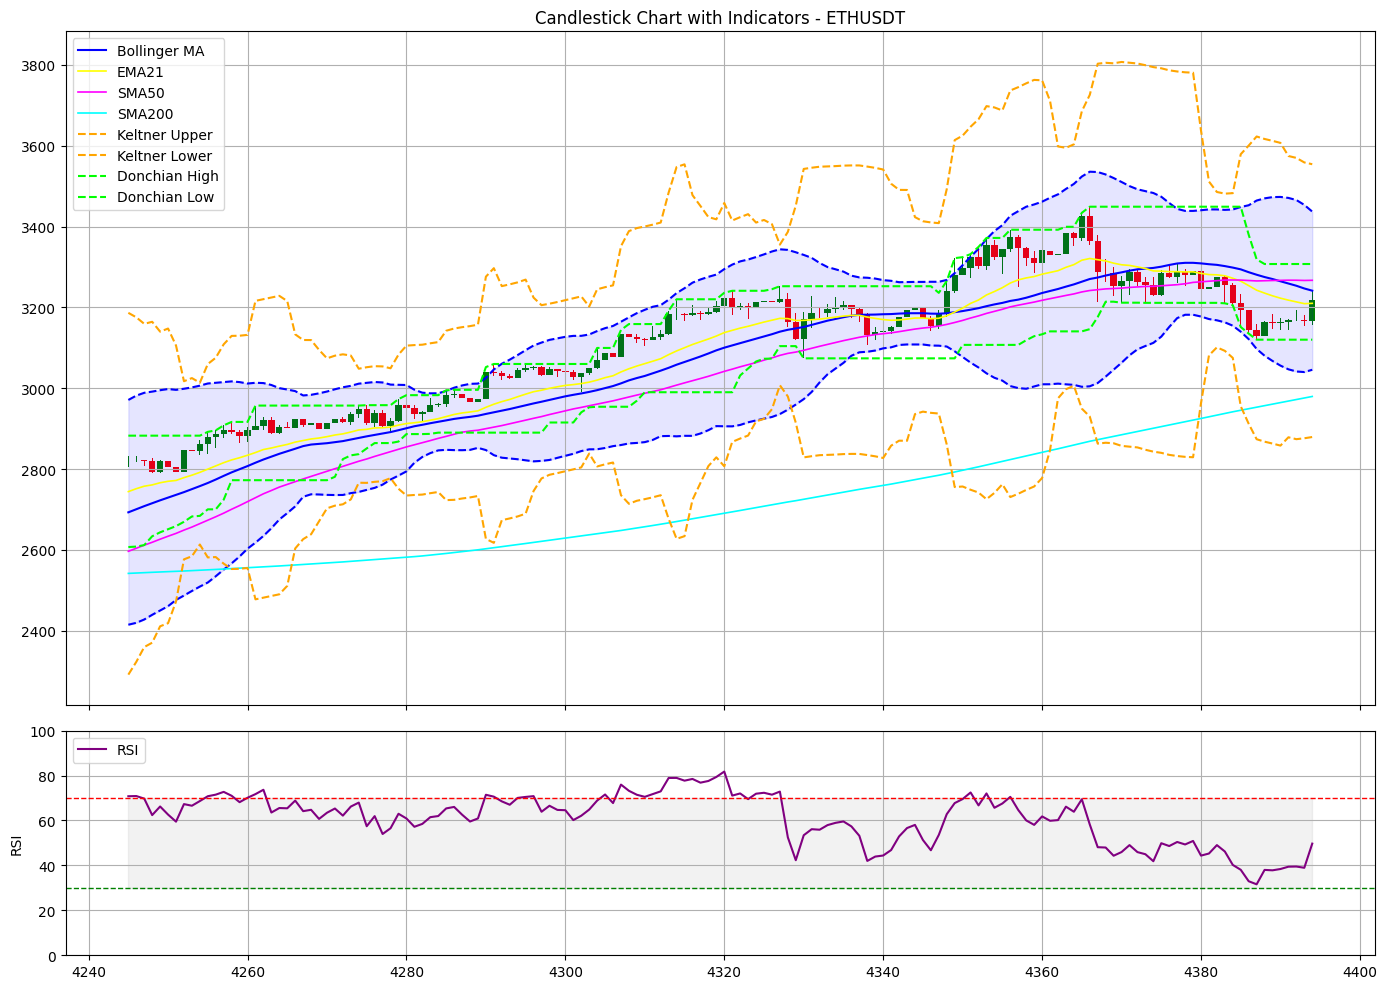 Candlestick Chart with Indicators - ETHUSDT
Bollinger MA
EMA21
SMA50
SMA200
Keltner Upper
Keltner Lower
Donchian High
Donchian Low
3800
3600
3400
3200
3000
2800
2600
2400
RSI
100
80
60
40
20
0
RSI
4240
4260
4280
4300
4320
4340
4360
4380
4400